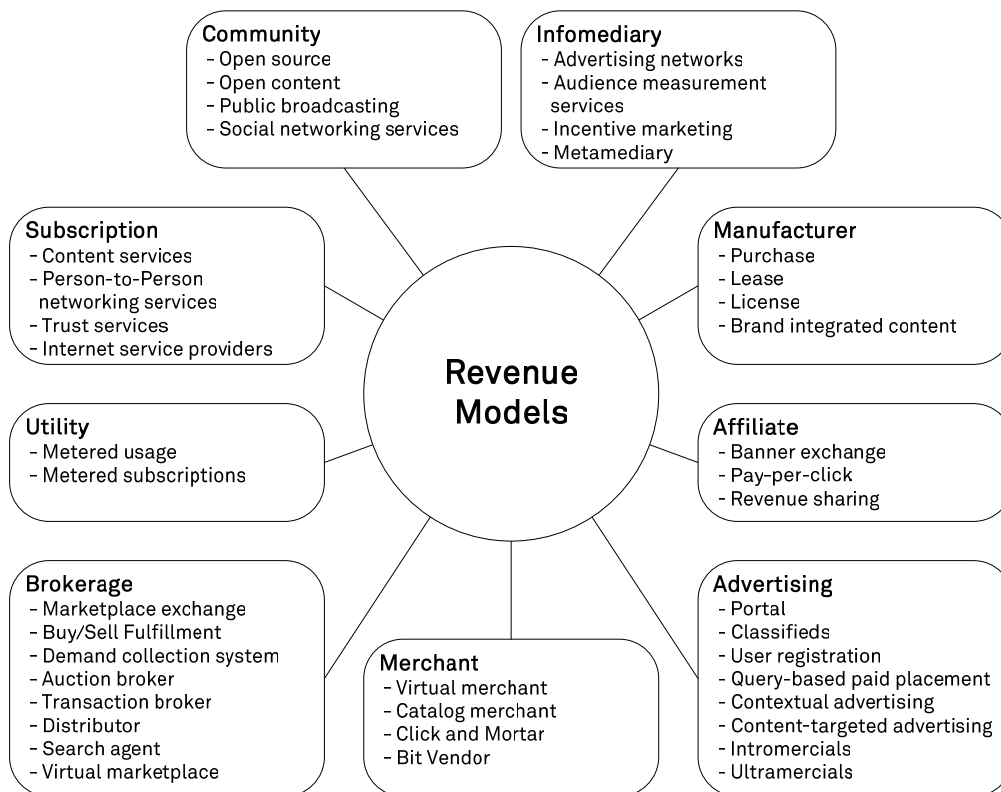 Community
- Open source
- Open content
- Public broadcasting
- Social networking services
Infomediary
- Advertising networks
- Audience measurement
services
- Incentive marketing
- Metamediary
Subscription
- Content services
- Person-to-Person
networking services
- Trust services
- Internet service providers
Manufacturer
- Purchase
- Lease
- License
- Brand integrated content
Revenue
Models
Utility
- Metered usage
- Metered subscriptions
Affiliate
- Banner exchange
- Pay-per-click
- Revenue sharing
Brokerage
- Marketplace exchange
- Buy/Sell Fulfillment
- Demand collection system
- Auction broker
- Transaction broker
- Distributor
- Search agent
- Virtual marketplace
Merchant
- Virtual merchant
- Catalog merchant
- Click and Mortar
- Bit Vendor
Advertising
- Portal
- Classifieds
- User registration
- Query-based paid placement
- Contextual advertising
- Content-targeted advertising
- Intromercials
- Ultramercials